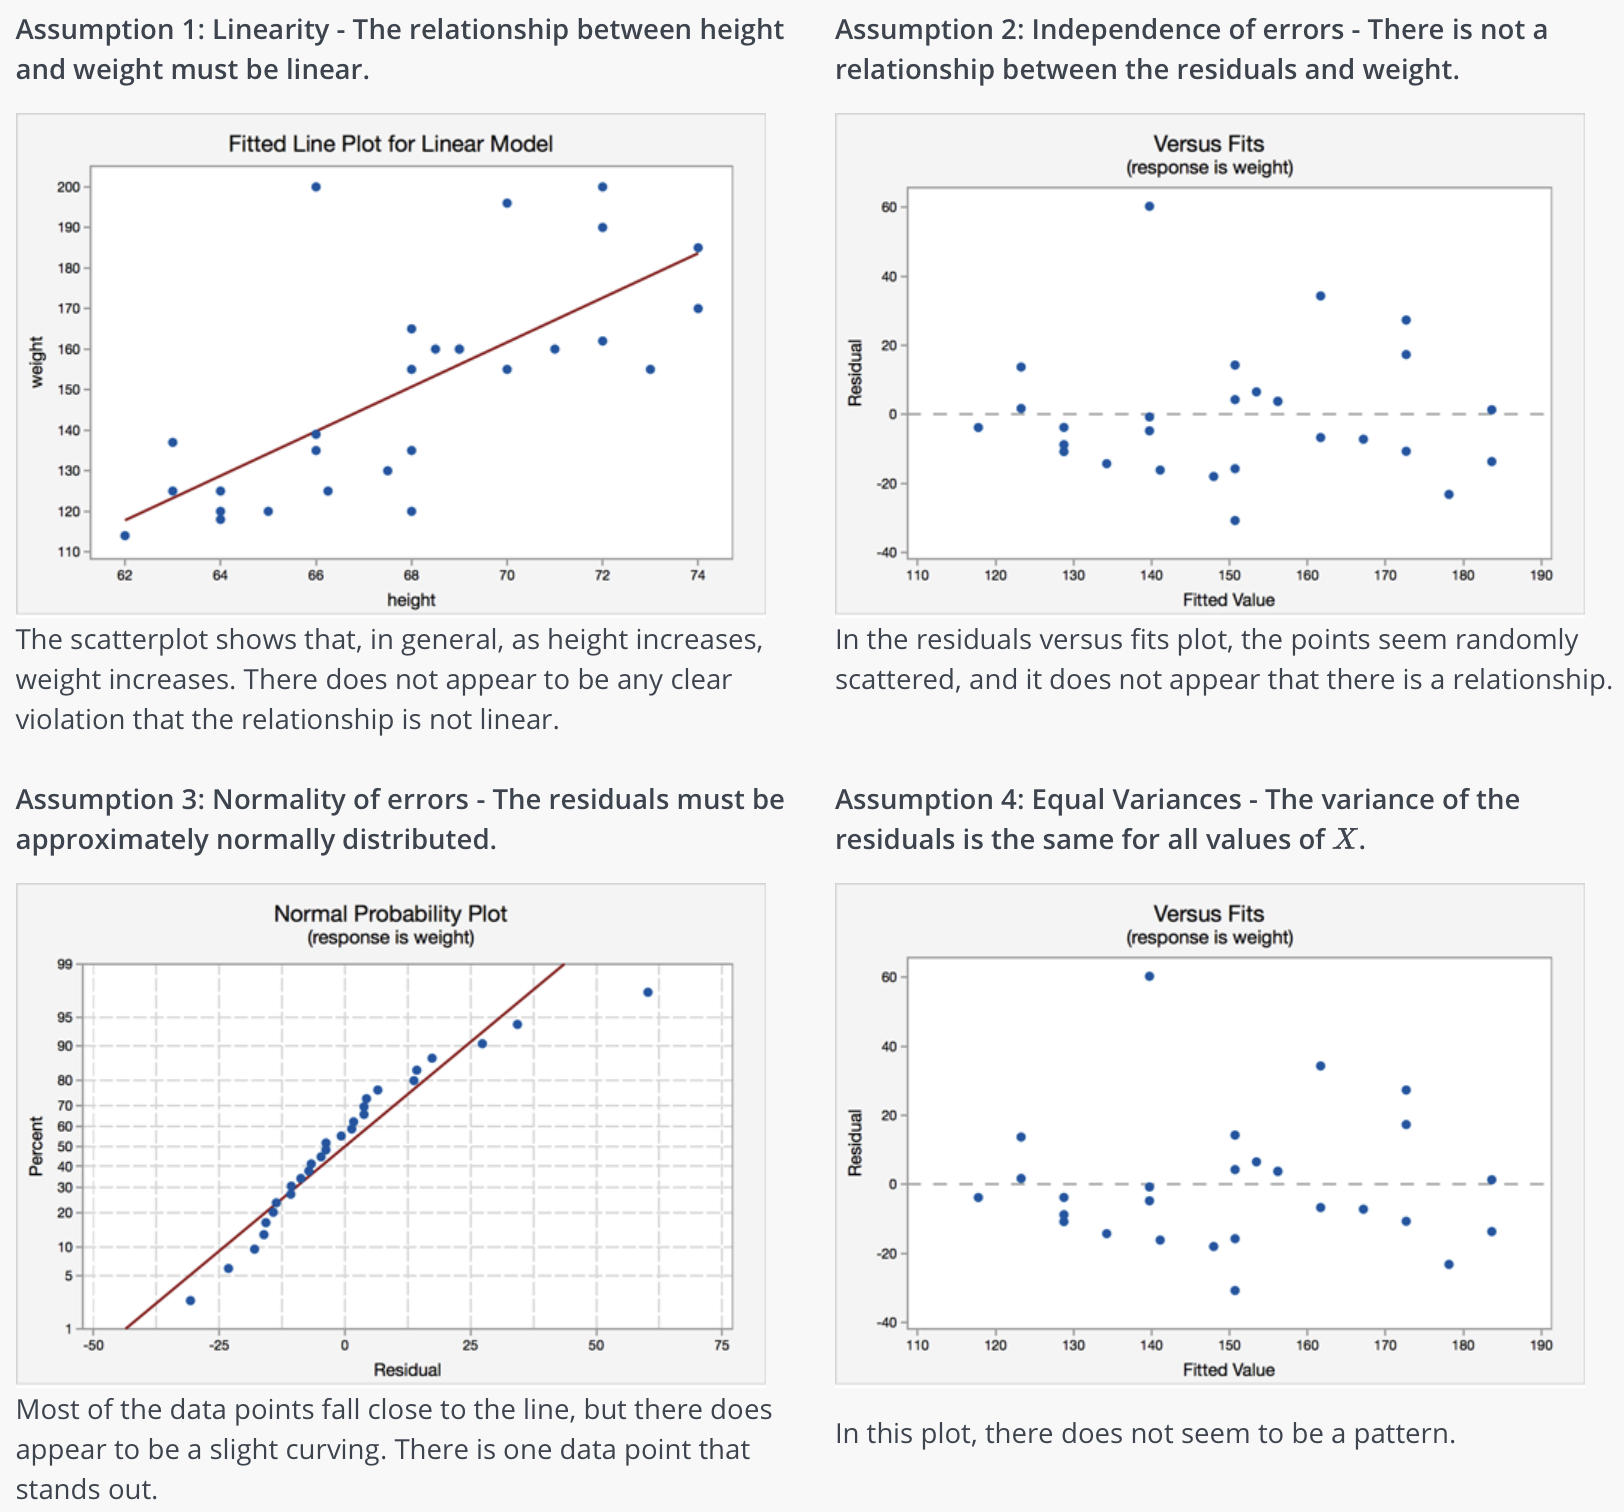 Assumption 1: Linearity - The relationship between height
and weight must be linear.
Fitted Line Plot for Linear Model
200
190
180
170
160
150
140
130
120
110
weight
62 64 66 68 70 72 74
height
The scatterplot shows that, in general, as height increases,
weight increases. There does not appear to be any clear
violation that the relationship is not linear.
Assumption 2: Independence of errors - There is not a
relationship between the residuals and weight.
Versus Fits
(response is weight)
60
40
20
0
-20
-40
Residual
110 120 130 140 150 160 170 180 190
Fitted Value
In the residuals versus fits plot, the points seem randomly
scattered, and it does not appear that there is a relationship.
Assumption 3: Normality of errors - The residuals must be
approximately normally distributed.
Normal Probability Plot
(response is weight)
99
95
90
80
70
60
50
40
30
20
10
5
1
Percent
-50 -25 0 25 50 75
Residual
Most of the data points fall close to the line, but there does
appear to be a slight curving. There is one data point that
stands out.
Assumption 4: Equal Variances - The variance of the
residuals is the same for all values of X.
Versus Fits
(response is weight)
60
40
20
0
-20
-40
Residual
110 120 130 140 150 160 170 180 190
Fitted Value
In this plot, there does not seem to be a pattern.